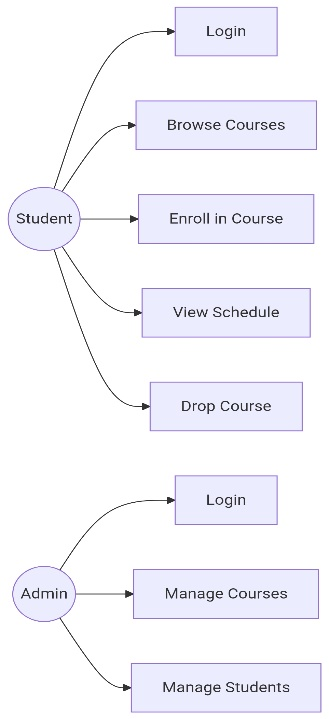 Login
Browse Courses
Student
Enroll in Course
View Schedule
Drop Course
Login
Admin
Manage Courses
Manage Students